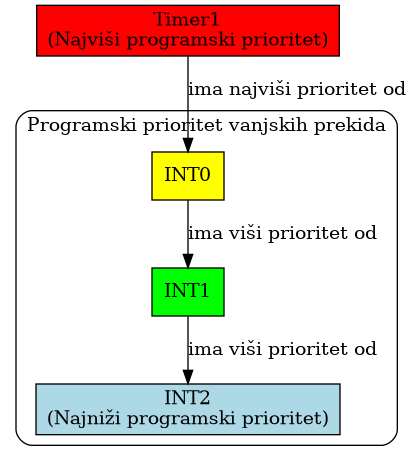 Timer1
(Najviši programski prioritet)
ima najviši prioritet od
Programski prioritet vanjskih prekida
INT0
ima viši prioritet od
INT1
ima viši prioritet od
INT2
(Najniži programski prioritet)